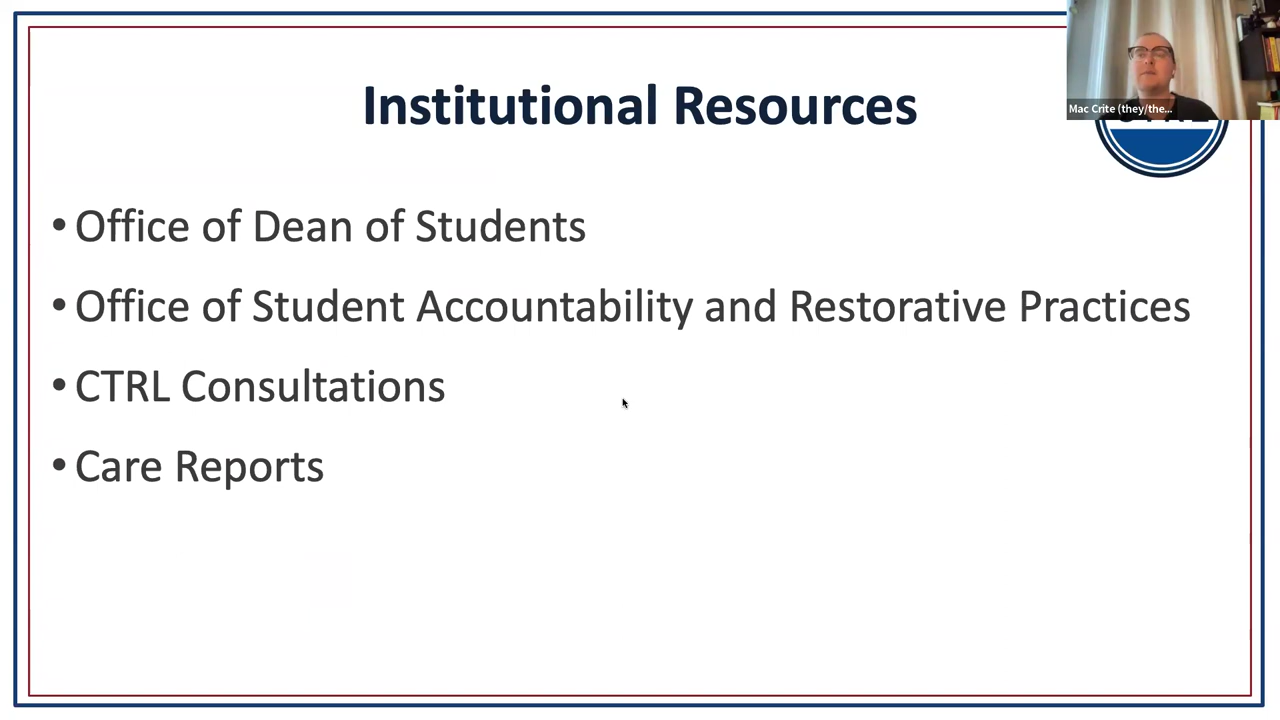 Institutional Resources
Mac Crite (they/the...
• Office of Dean of Students
• Office of Student Accountability and Restorative Practices
• CTRL Consultations
• Care Reports